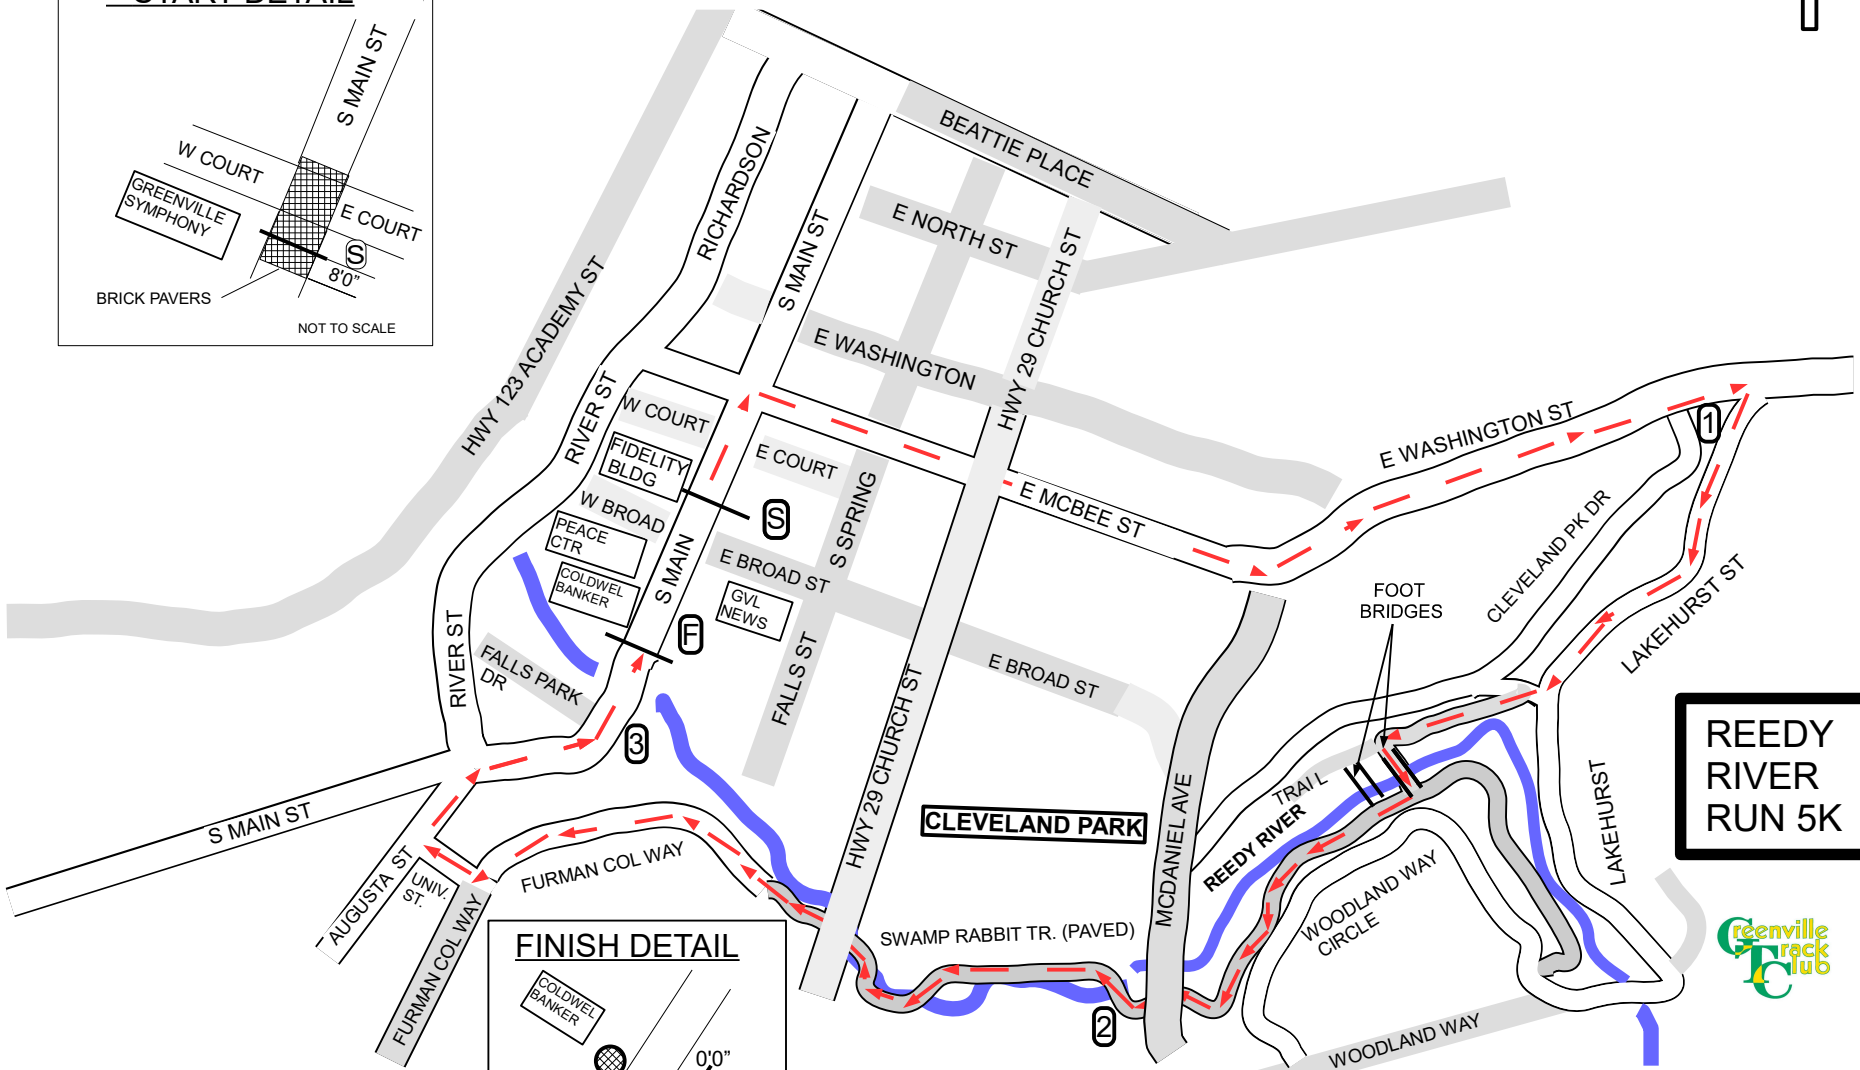 START DETAIL
S MAIN ST
W COURT
GREENVILLE
SYMPHONY
E COURT
S
8'0"
BRICK PAVERS
NOT TO SCALE
HWY 123 ACADEMY ST
RICHARDSON
S MAIN ST
BEATTIE PLACE
E NORTH ST
HWY 29 CHURCH ST
E WASHINGTON
RIVER ST
W COURT
FIDELITY
BLDG
W BROAD
PEACE
CTR
COLDWEL
BANKER
S MAIN
E COURT
S
S SPRING
E BROAD ST
GVL
NEWS
F
FALLS ST
E MCBEE ST
E WASHINGTON ST
1
CLEVELAND PK DR
FOOT
BRIDGES
LAKEHURST ST
E BROAD ST
RIVER ST
FALLS PARK
DR
3
HWY 29 CHURCH ST
CLEVELAND PARK
MCDANIEL AVE
TRAIL
REEDY RIVER
LAKEHURST
REEDY
RIVER
RUN 5K
S MAIN ST
AUGUSTA ST
UNIV.
ST.
FURMAN COL WAY
FURMAN COL WAY
SWAMP RABBIT TR. (PAVED)
2
WOODLAND WAY
CIRCLE
WOODLAND WAY
Greenville
Track
Club
FINISH DETAIL
COLDWEL
BANKER
0'0"